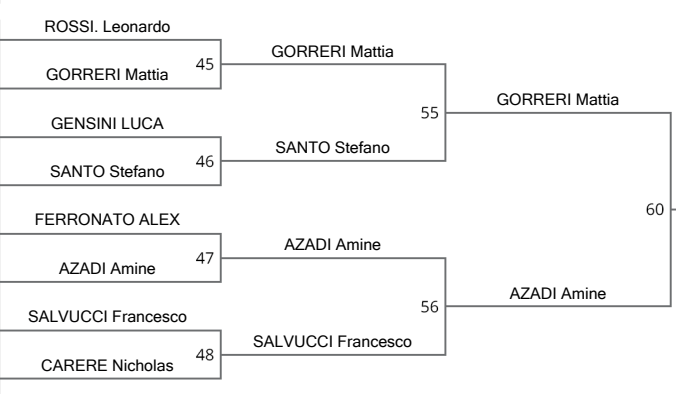 ROSSI. Leonardo
GORRERI Mattia
45
GENSINI LUCA
SANTO Stefano
46
FERRONATO ALEX
AZADI Amine
47
SALVUCCI Francesco
CARERE Nicholas
48
GORRERI Mattia
SANTO Stefano
55
AZADI Amine
SALVUCCI Francesco
56
GORRERI Mattia
AZADI Amine
60